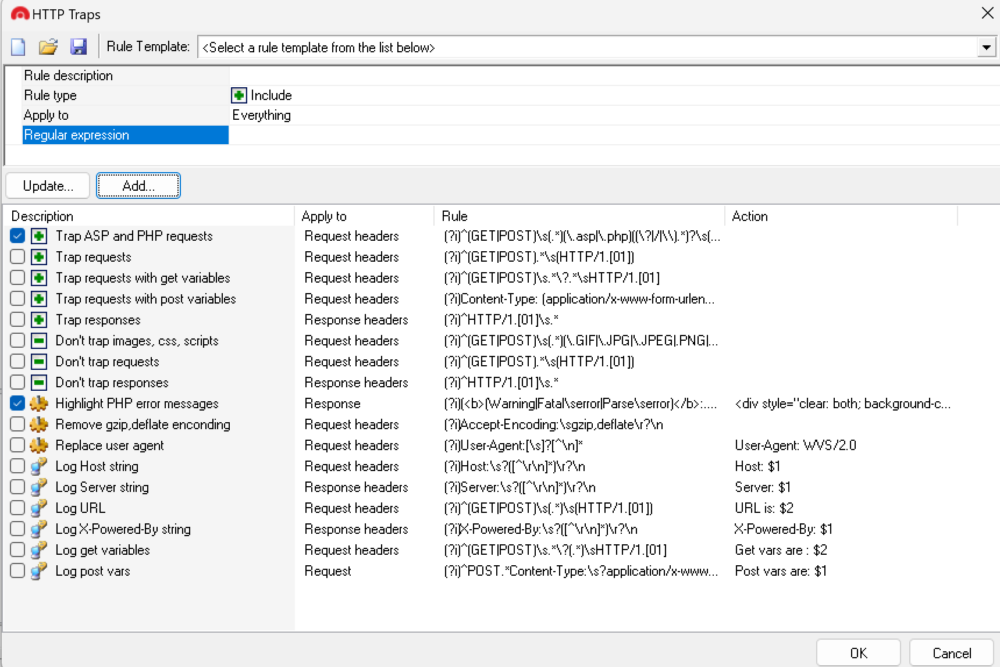 HTTP Traps
Rule Template: <Select a rule template from the list below>
Rule description
Rule type Include
Apply to Everything
Regular expression
Update... Add...
Description Apply to Rule Action
Trap ASP and PHP requests Request headers (?i)^(GET|POST)\s(.*)(\.asp|\.php)((\?|/|\\).*)?\s(...
Trap requests Request headers (?i)^(GET|POST).*\s(HTTP/1.[01])
Trap requests with get variables Request headers (?i)^(GET|POST)\s.*\?.*\sHTTP/1.[01]
Trap requests with post variables Request headers (?i)Content-Type: (application/x-www-form-urlen...
Trap responses Response headers (?i)^HTTP/1.[01]\s.*
Don't trap images, css, scripts Request headers (?i)^(GET|POST)\s(.*)(\.GIF|\.JPG|\.JPEG|.PNG|...
Don't trap requests Request headers (?i)^(GET|POST).*\s(HTTP/1.[01])
Don't trap responses Response headers (?i)^HTTP/1.[01]\s.*
Highlight PHP error messages Response (?i)(<b>(Warning|Fatal\serror|Parse\serror)</b>:.... <div style="clear: both; background-c...
Remove gzip,deflate enconding Request headers (?i)Accept-Encoding:\sgzip,deflate\r?\n
Replace user agent Request headers (?i)User-Agent:[\s]?[^\n]* User-Agent: WVS/2.0
Log Host string Request headers (?i)Host:\s?([^\r\n]*)\r?\n Host: $1
Log Server string Response headers (?i)Server:\s?([^\r\n]*)\r?\n Server: $1
Log URL Request headers (?i)^(GET|POST)\s(.*)\s(HTTP/1.[01]) URL is: $2
Log X-Powered-By string Response headers (?i)X-Powered-By:\s?([^\r\n]*)\r?\n X-Powered-By: $1
Log get variables Request headers (?i)^(GET|POST)\s.*\?(.*)\sHTTP/1.[01] Get vars are : $2
Log post vars Request (?i)^POST.*Content-Type:\s?application/x-www... Post vars are: $1
OK Cancel